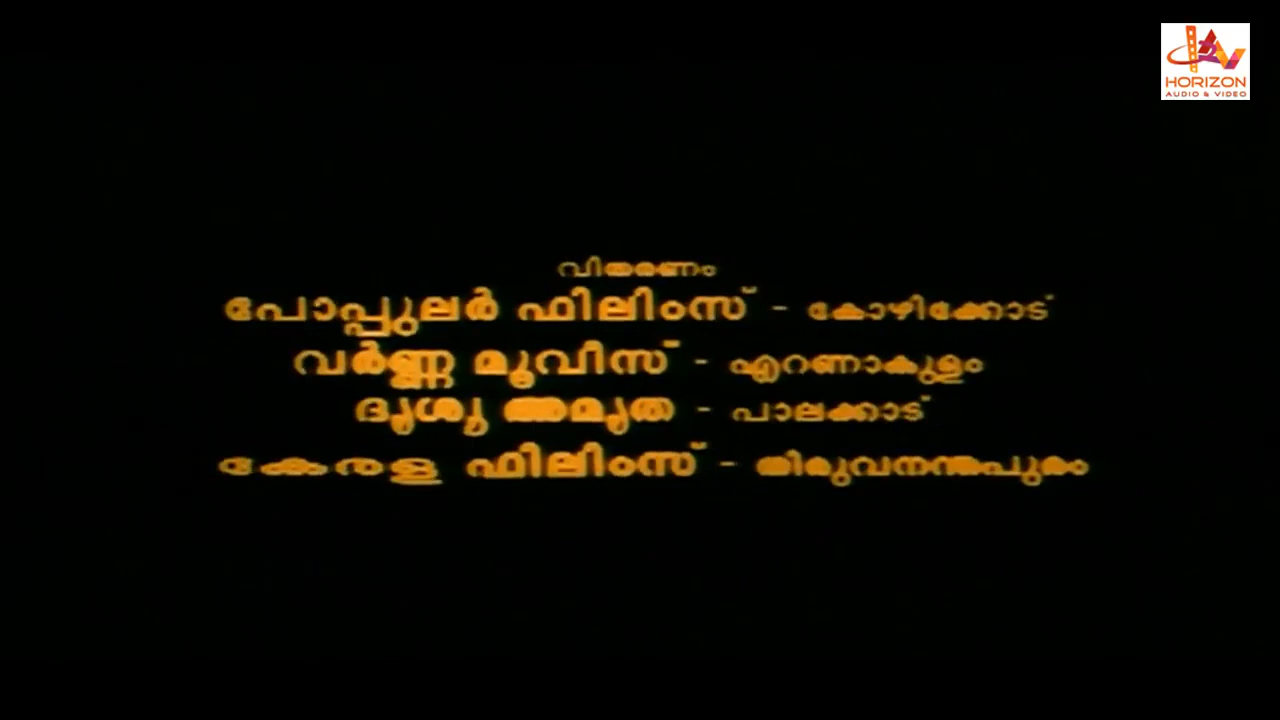 HORIZON
AUDIO & VIDEO
വിതരണം
പോപ്പുലർ ഫിലിംസ് - കോഴിക്കോട്
വർണ്ണ മൂവീസ് - എറണാകുളം
ദൃശ്യ അമൃത - പാലക്കാട്
കേരള ഫിലിംസ് - തിരുവനന്തപുരം